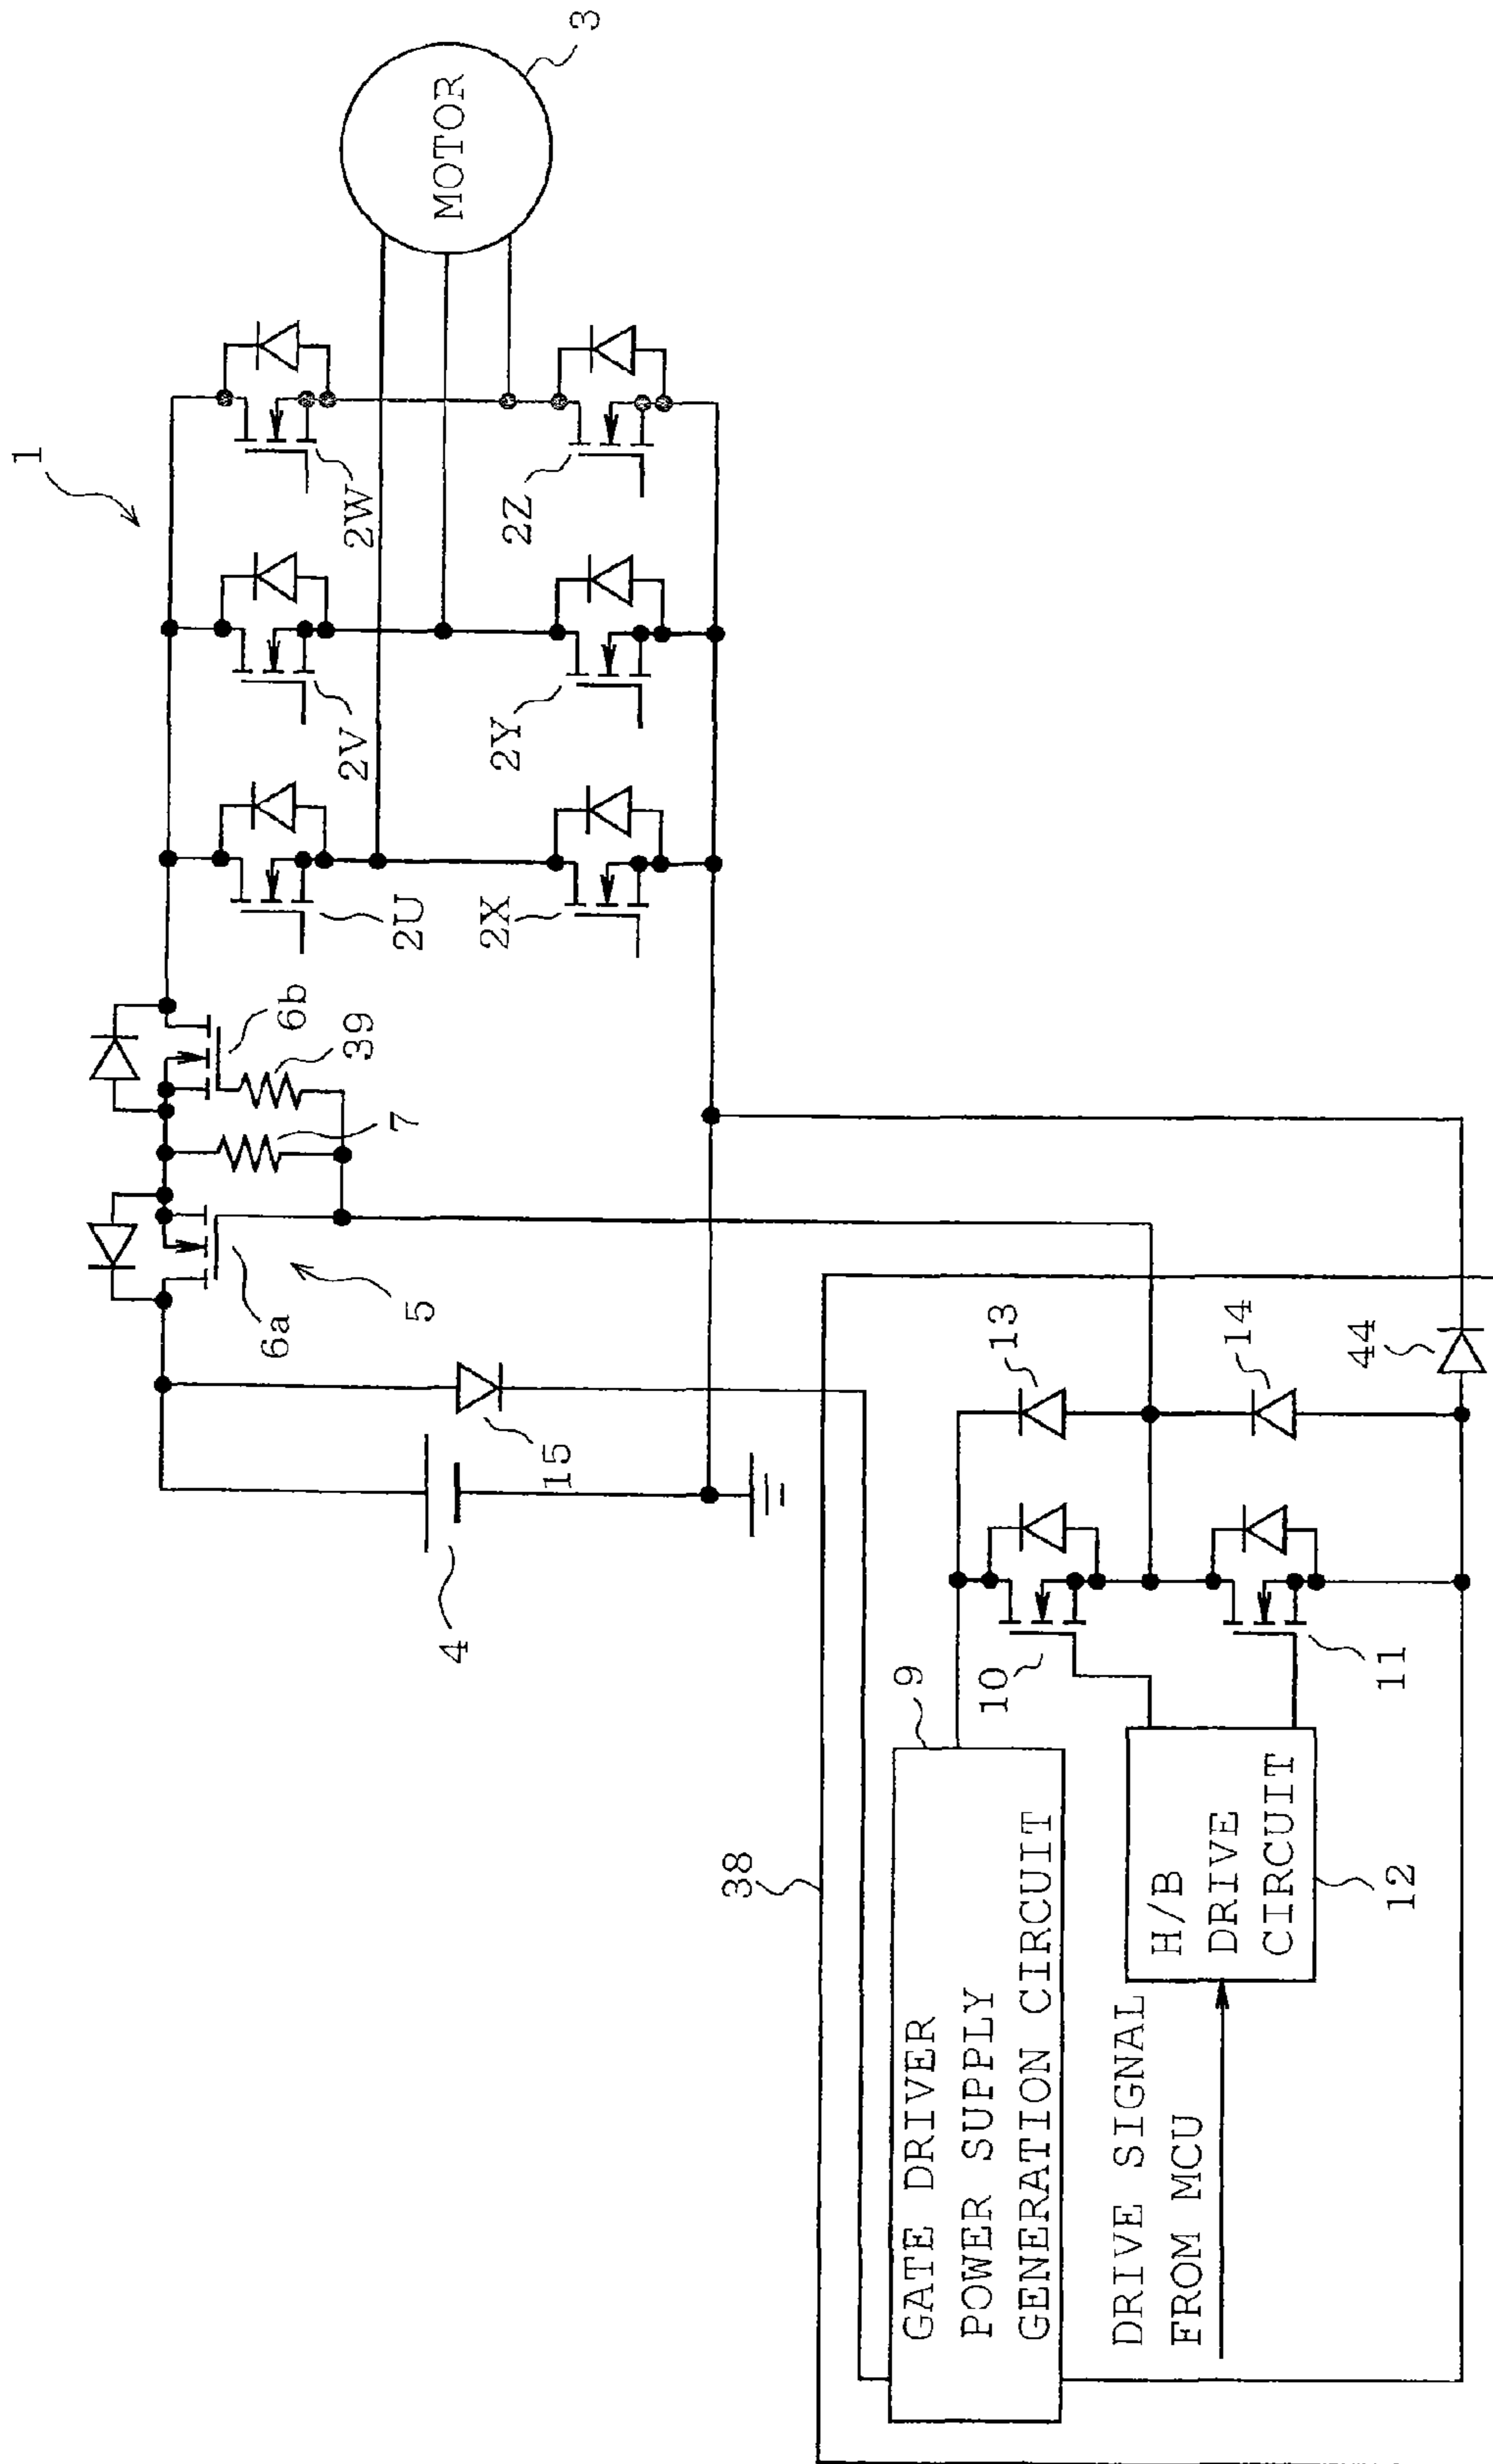 1
MOTOR
3
2U
2V
2W
2X
2Y
2Z
6a
6b
39
7
5
4
15
38
9
GATE DRIVER
POWER SUPPLY
GENERATION CIRCUIT
10
13
14
44
11
DRIVE SIGNAL
FROM MCU
H/B
DRIVE
CIRCUIT
12